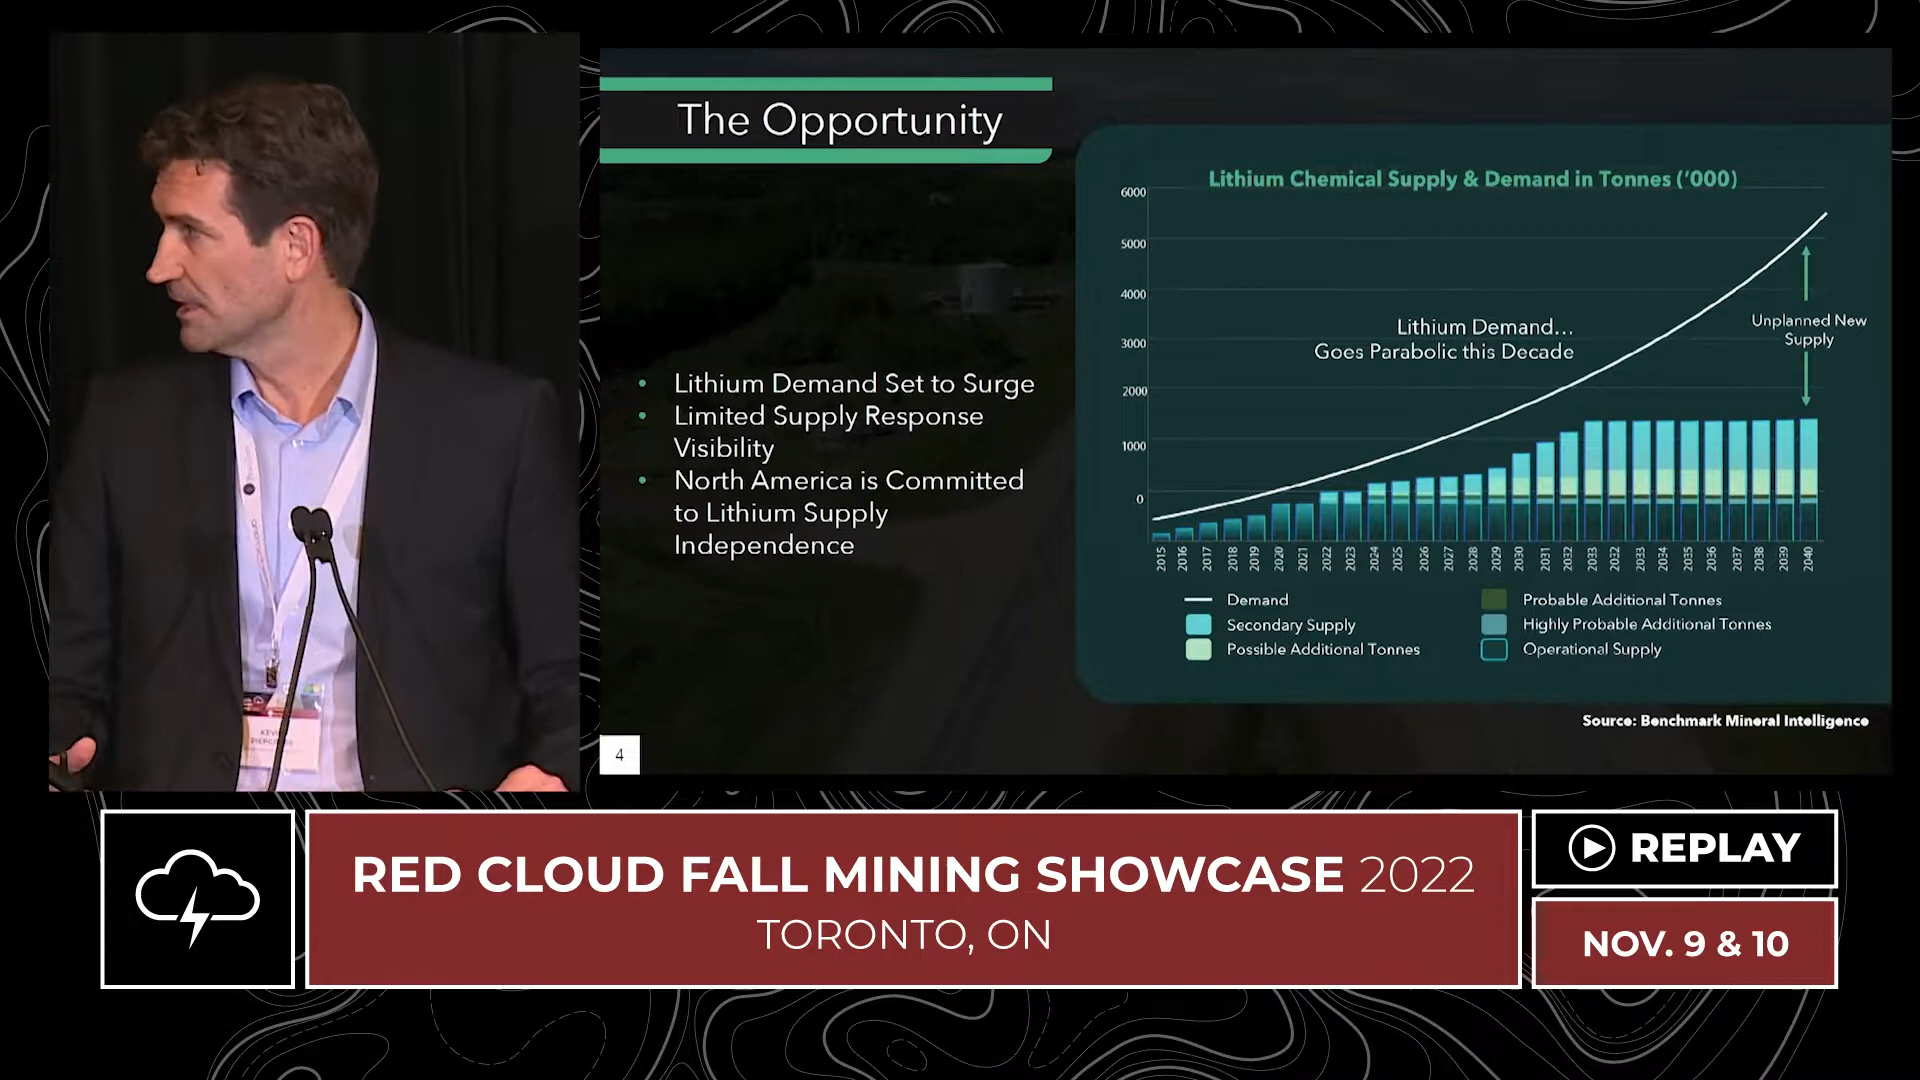 The Opportunity
• Lithium Demand Set to Surge
• Limited Supply Response
Visibility
• North America is Committed
to Lithium Supply
Independence
4
Lithium Chemical Supply & Demand in Tonnes ('000)
6000
5000
4000
3000
2000
1000
0
Lithium Demand...
Goes Parabolic this Decade
Unplanned New
Supply
2015
2016
2017
2018
2019
2020
2021
2022
2023
2024
2025
2026
2027
2028
2029
2030
2031
2032
2033
2032
2033
2034
2035
2036
2037
2038
2039
2040
Demand
Secondary Supply
Possible Additional Tonnes
Probable Additional Tonnes
Highly Probable Additional Tonnes
Operational Supply
Source: Benchmark Mineral Intelligence
RED CLOUD FALL MINING SHOWCASE 2022
TORONTO, ON
REPLAY
NOV. 9 & 10